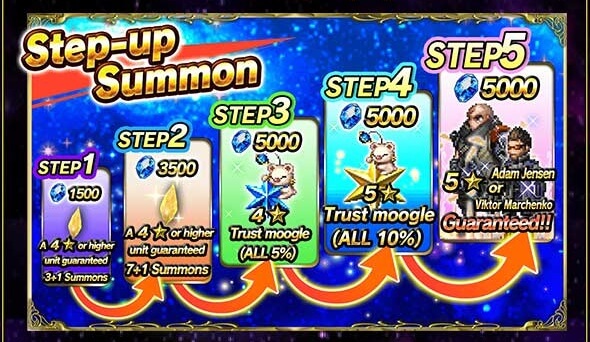 Step-up
Summon
STEP1
1500
A 4★ or higher
unit guaranteed
3+1 Summons
STEP2
3500
A 4★ or higher
unit guaranteed
7+1 Summons
STEP3
5000
4★
Trust moogle
(ALL 5%)
STEP4
5000
5★
Trust moogle
(ALL 10%)
STEP5
5000
5★ Adam Jensen
or
Viktor Marchenko
Guaranteed!!